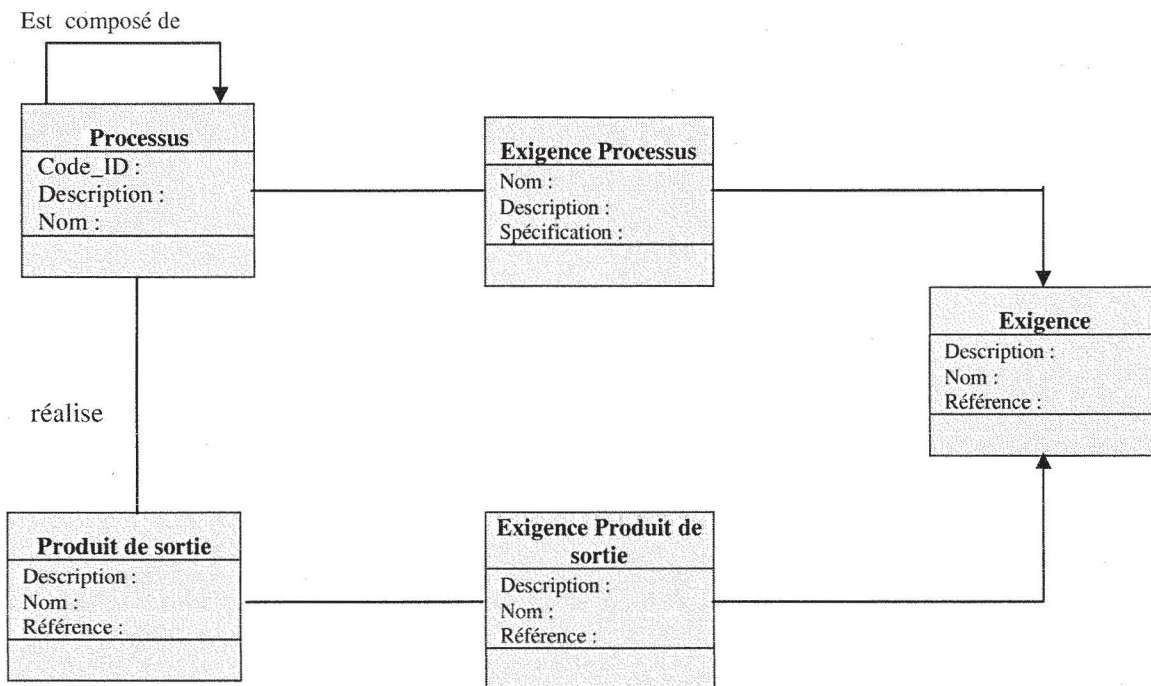 Est composé de
Processus
Code_ID :
Description :
Nom :
Exigence Processus
Nom :
Description :
Spécification :
Exigence
Description :
Nom :
Référence :
réalise
Produit de sortie
Description :
Nom :
Référence :
Exigence Produit de
sortie
Description :
Nom :
Référence :